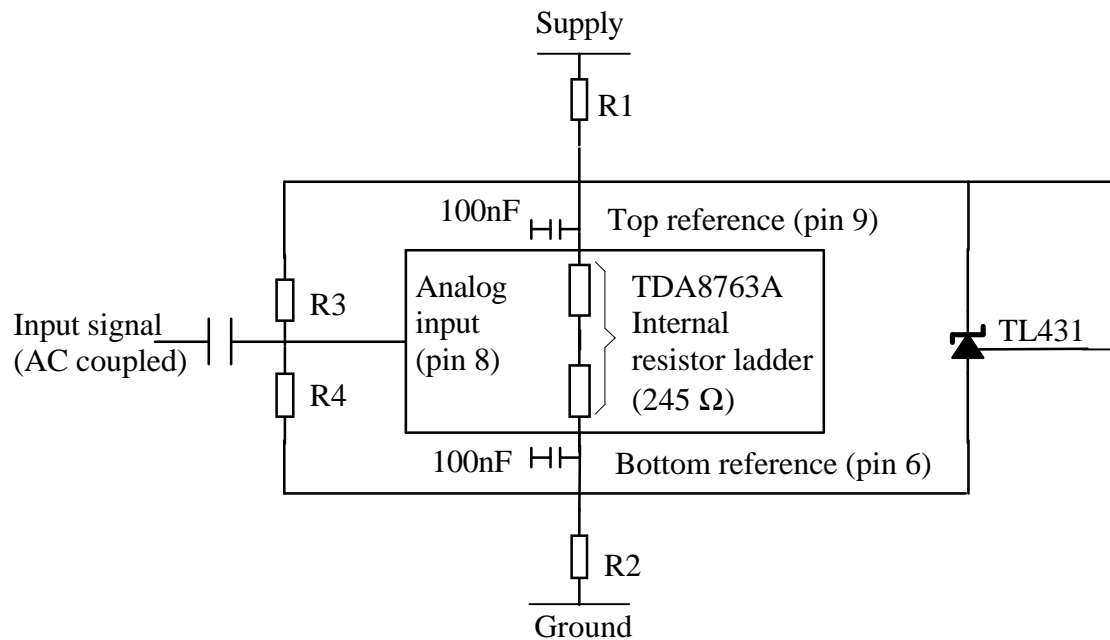 Supply
R1
100nF
Top reference (pin 9)
R3
Analog
input
(pin 8)
TDA8763A
Internal
resistor ladder
(245 Ω)
Input signal
(AC coupled)
TL431
R4
100nF
Bottom reference (pin 6)
R2
Ground